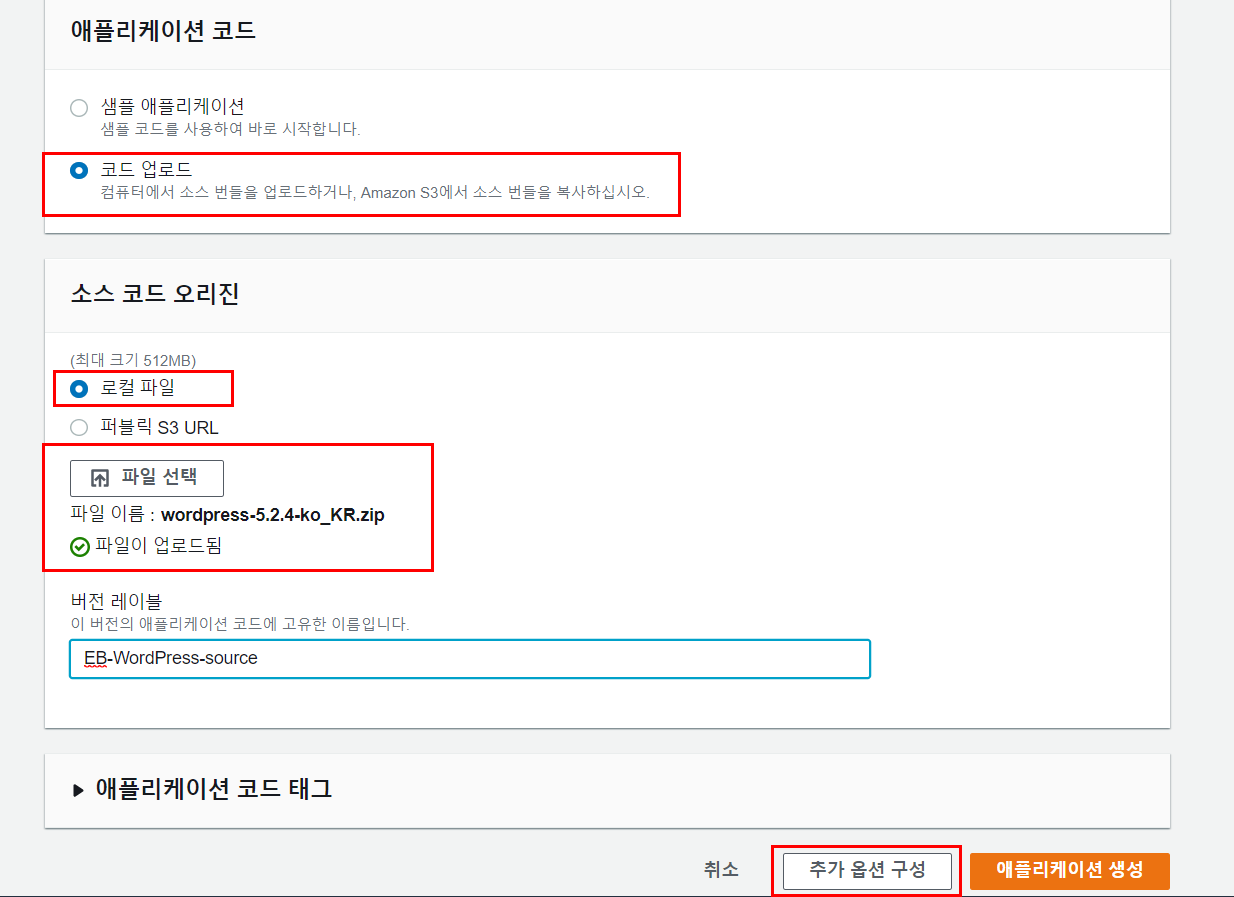 애플리케이션 코드
샘플 애플리케이션
샘플 코드를 사용하여 바로 시작합니다.
코드 업로드
컴퓨터에서 소스 번들을 업로드하거나, Amazon S3에서 소스 번들을 복사하십시오.
소스 코드 오리진
(최대 크기 512MB)
로컬 파일
퍼블릭 S3 URL
파일 선택
파일 이름 : wordpress-5.2.4-ko_KR.zip
파일이 업로드됨
버전 레이블
이 버전의 애플리케이션 코드에 고유한 이름입니다.
EB-WordPress-source
애플리케이션 코드 태그
취소 추가 옵션 구성 애플리케이션 생성